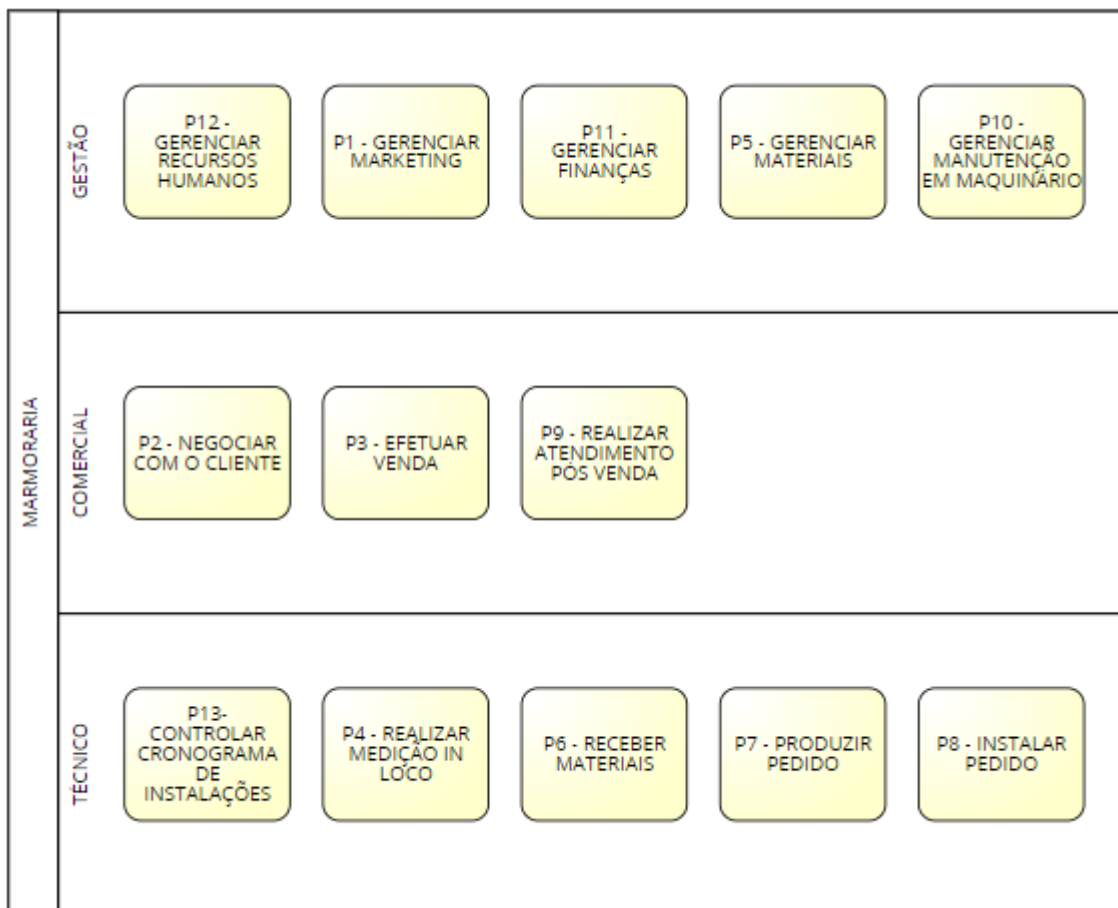 MARMORARIA
GESTÃO
P12 -
GERENCIAR
RECURSOS
HUMANOS
P1 - GERENCIAR
MARKETING
P11 -
GERENCIAR
FINANÇAS
P5 - GERENCIAR
MATERIAIS
P10 -
GERENCIAR
MANUTENÇÃO
EM MAQUINÁRIO
COMERCIAL
P2 - NEGOCIAR
COM O CLIENTE
P3 - EFETUAR
VENDA
P9 - REALIZAR
ATENDIMENTO
PÓS VENDA
TÉCNICO
P13-
CONTROLAR
CRONOGRAMA
DE
INSTALAÇÕES
P4 - REALIZAR
MEDIÇÃO IN
LOCO
P6 - RECEBER
MATERIAIS
P7 - PRODUZIR
PEDIDO
P8 - INSTALAR
PEDIDO